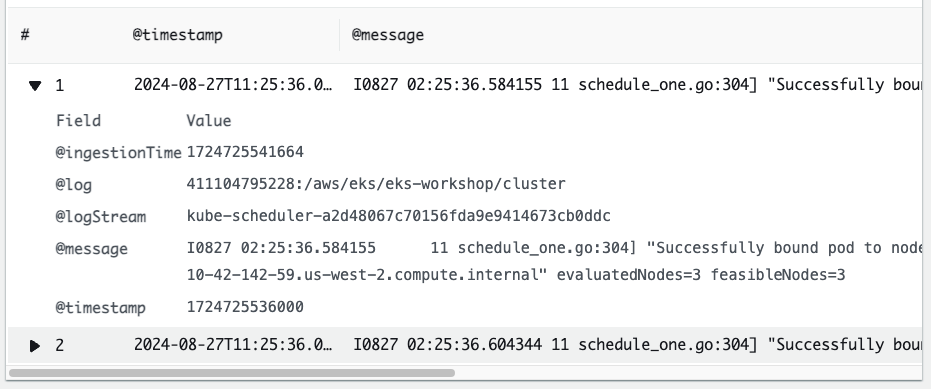 # @timestamp @message
1 2024-08-27T11:25:36.0… I0827 02:25:36.584155 11 schedule_one.go:304] "Successfully bour
Field Value
@ingestionTime 1724725541664
@log 411104795228:/aws/eks/eks-workshop/cluster
@logStream kube-scheduler-a2d48067c70156fda9e9414673cb0ddc
@message I0827 02:25:36.584155 11 schedule_one.go:304] "Successfully bound pod to node
10-42-142-59.us-west-2.compute.internal" evaluatedNodes=3 feasibleNodes=3
@timestamp 1724725536000
2 2024-08-27T11:25:36.0… I0827 02:25:36.604344 11 schedule_one.go:304] "Successfully bour